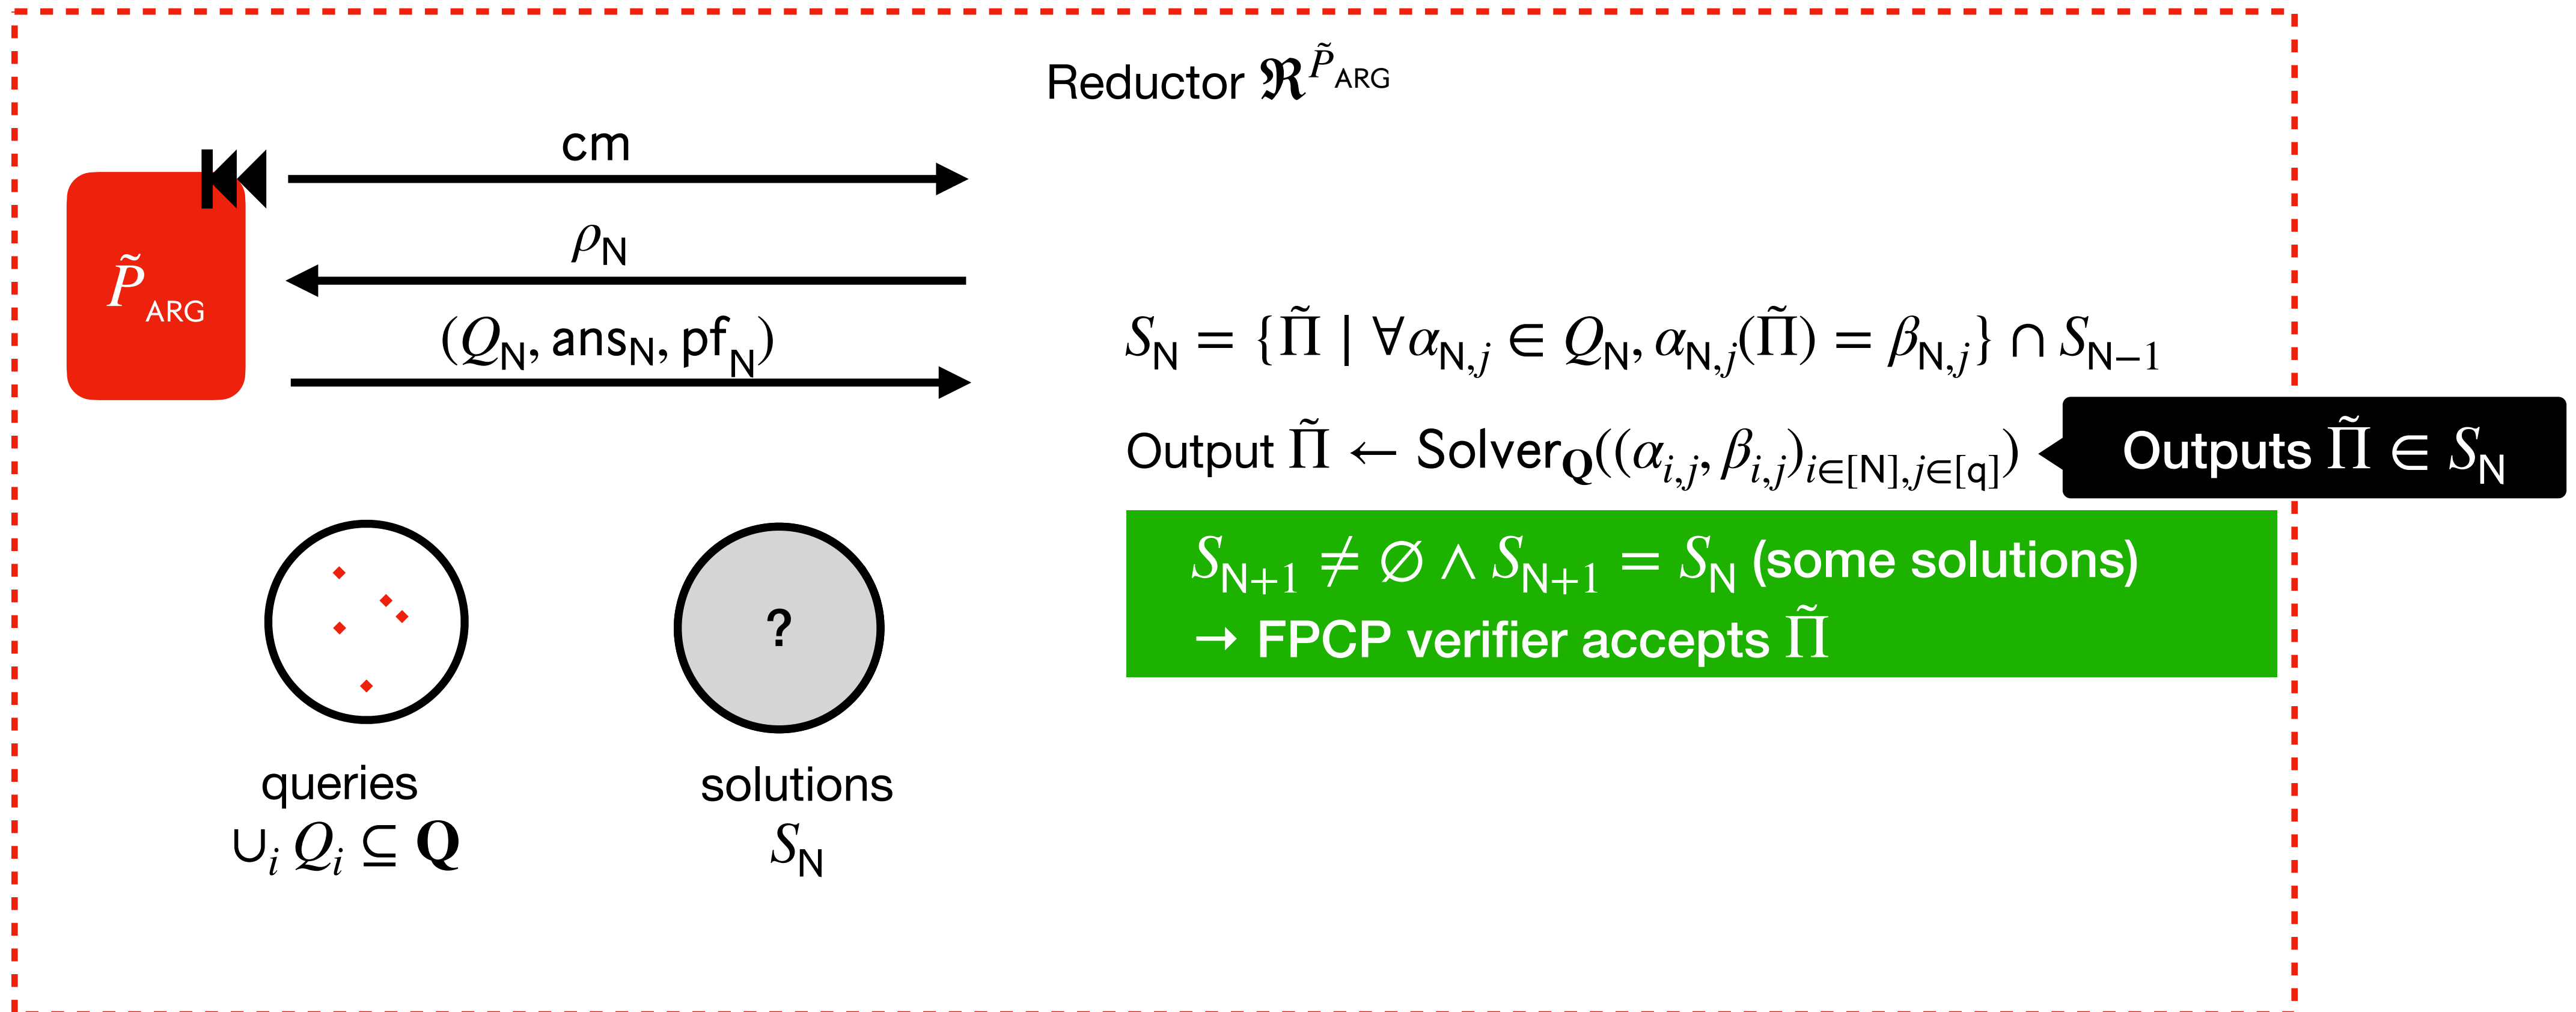 Reductor ℜ^{P̃_ARG}
cm
ρ_N
(Q_N, ans_N, pf_N)
P̃_ARG
S_N = {Π̃ | ∀α_{N,j} ∈ Q_N, α_{N,j}(Π̃) = β_{N,j}} ∩ S_{N−1}
Output Π̃ ← Solver_Q((α_{i,j}, β_{i,j})_{i∈[N],j∈[q]})
Outputs Π̃ ∈ S_N
S_{N+1} ≠ ∅ ∧ S_{N+1} = S_N (some solutions)
→ FPCP verifier accepts Π̃
?
queries
∪_i Q_i ⊆ Q
solutions
S_N